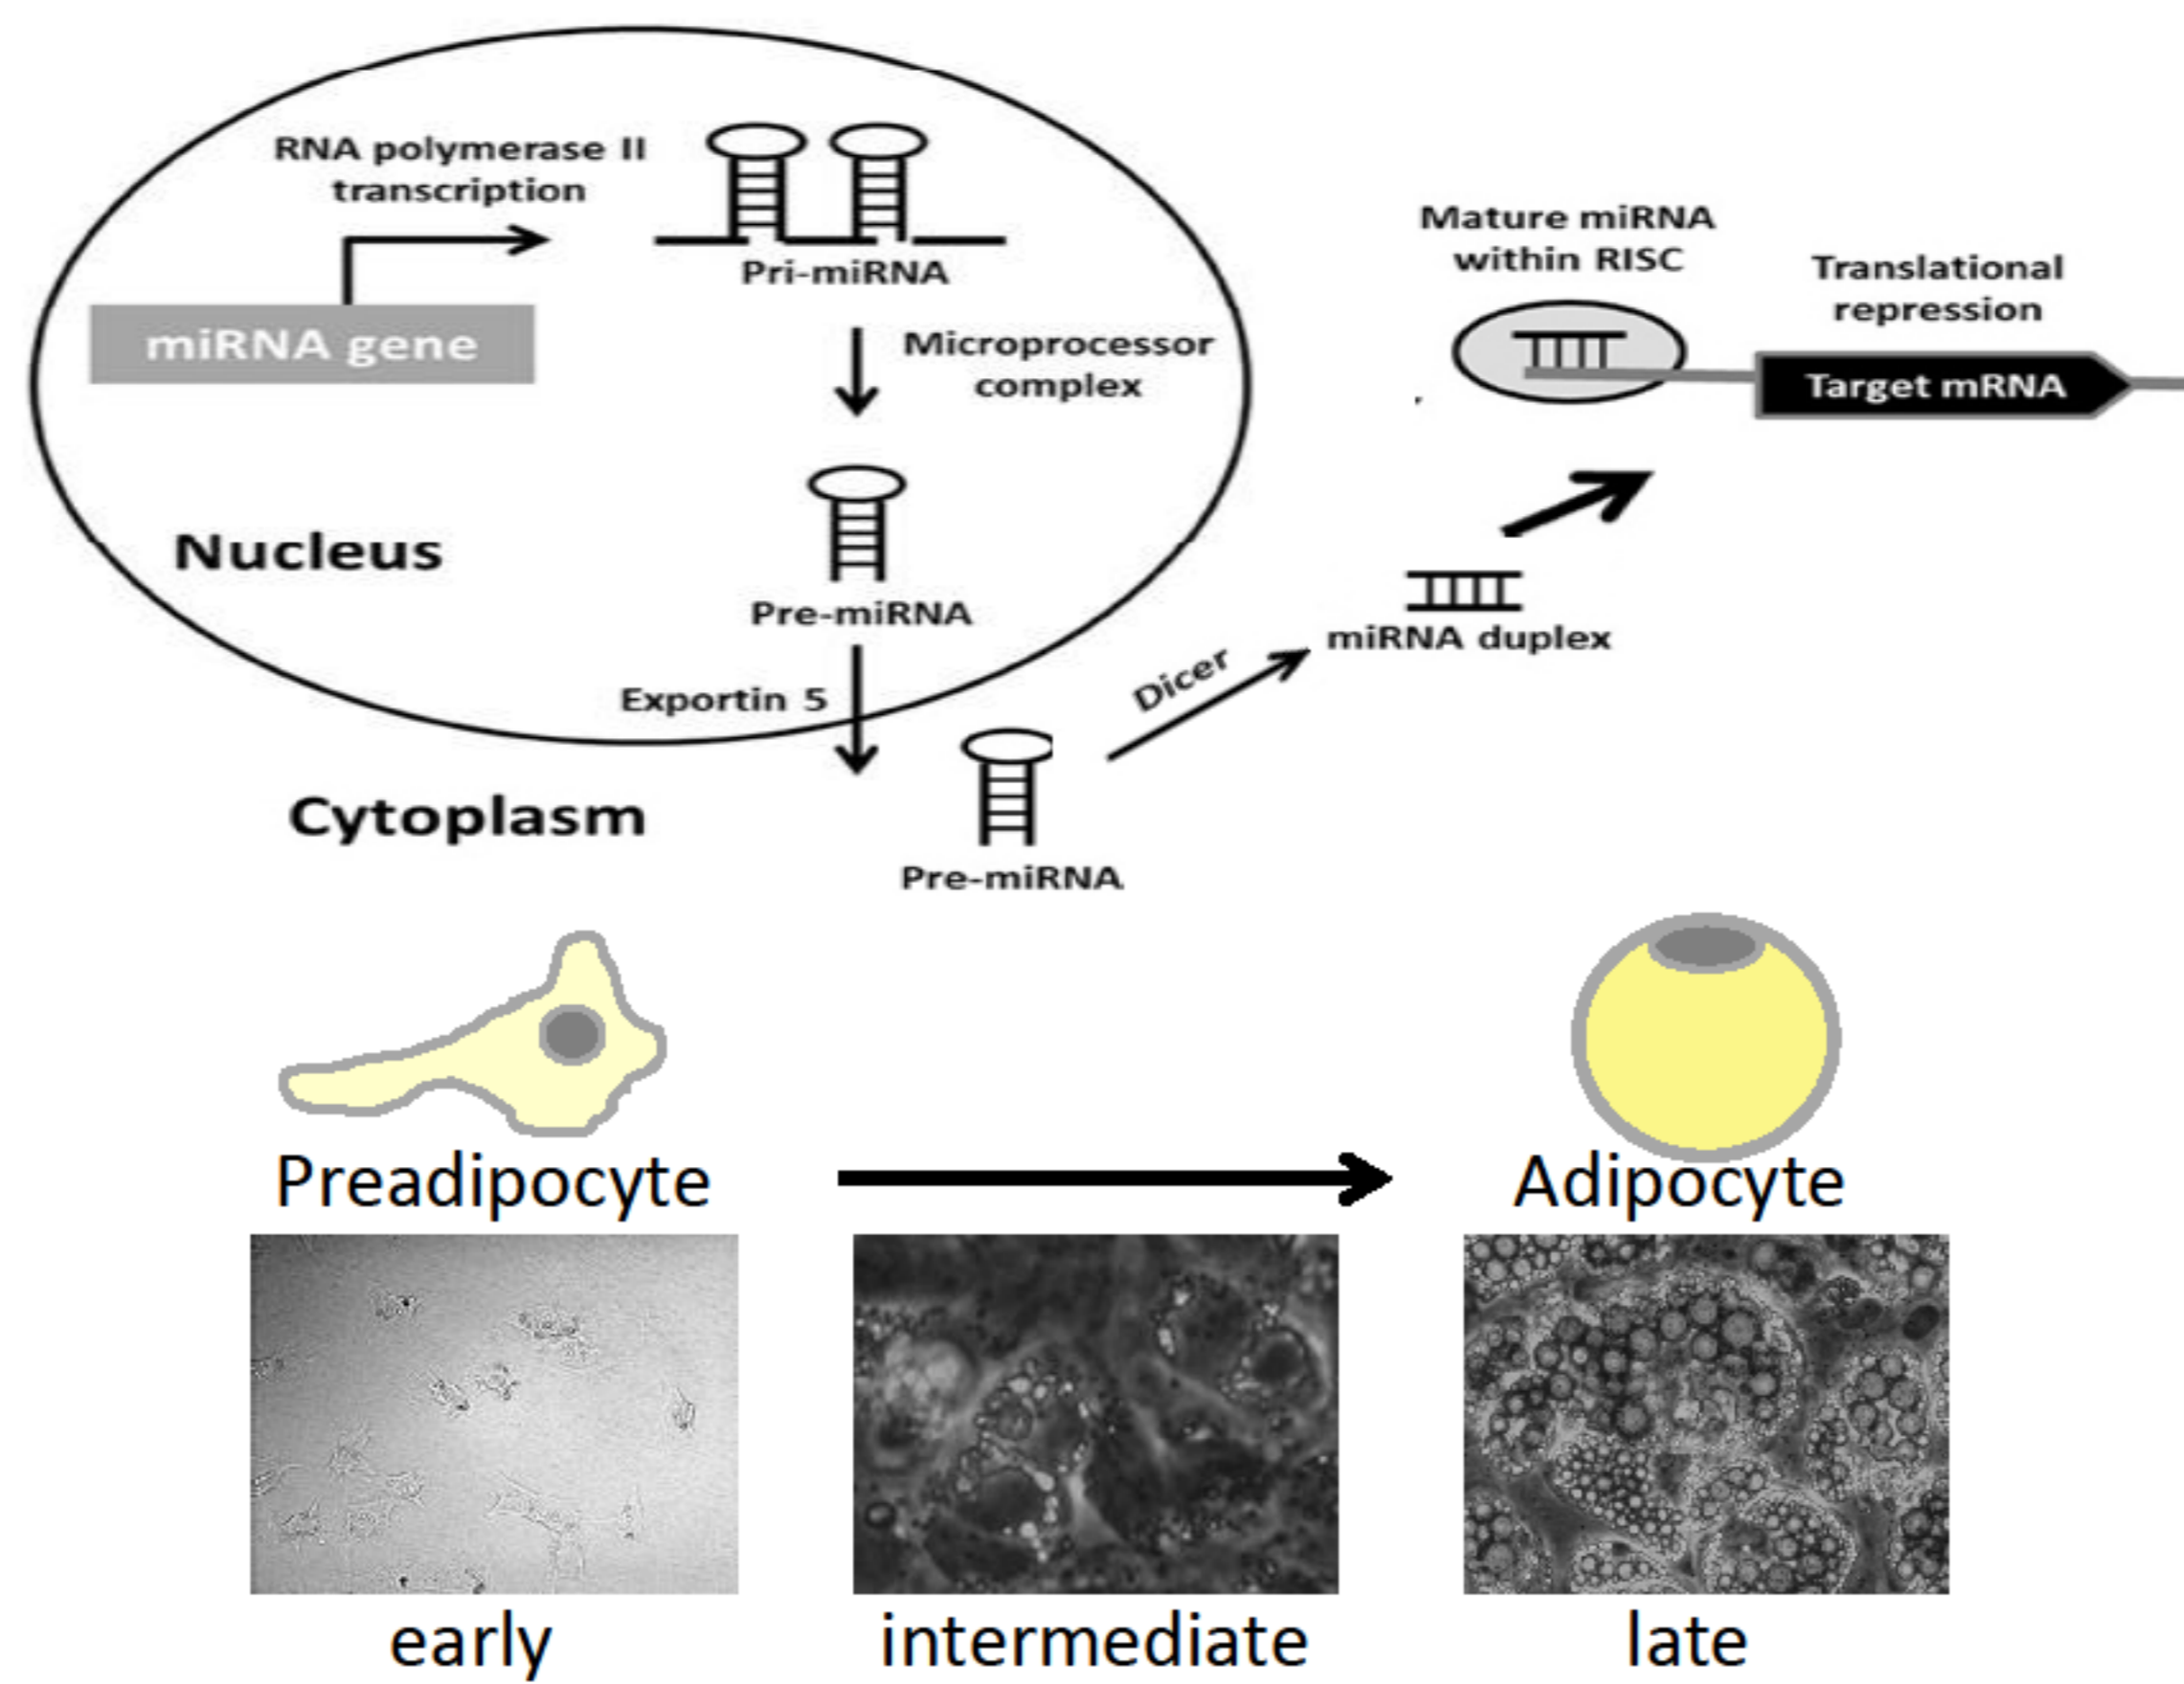 RNA polymerase II
transcription
miRNA gene
Pri-miRNA
Microprocessor
complex
Nucleus
Pre-miRNA
Exportin 5
Cytoplasm
Pre-miRNA
Dicer
miRNA duplex
Mature miRNA
within RISC
Translational
repression
Target mRNA
Preadipocyte
Adipocyte
early
intermediate
late